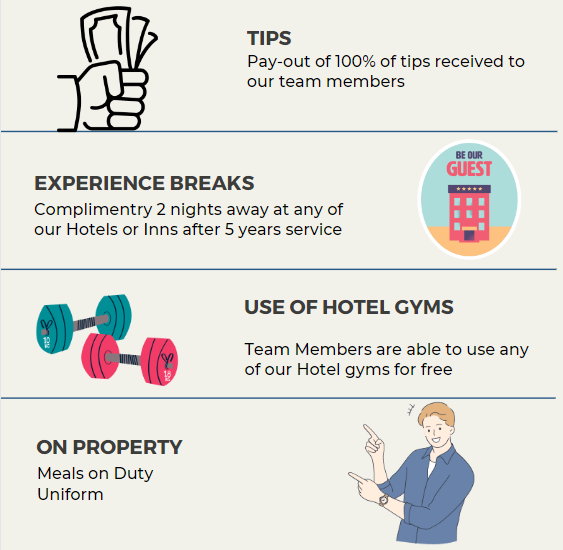 TIPS
Pay-out of 100% of tips received to
our team members
BE OUR
GUEST
EXPERIENCE BREAKS
Complimentry 2 nights away at any of
our Hotels or Inns after 5 years service
USE OF HOTEL GYMS
Team Members are able to use any
of our Hotel gyms for free
ON PROPERTY
Meals on Duty
Uniform